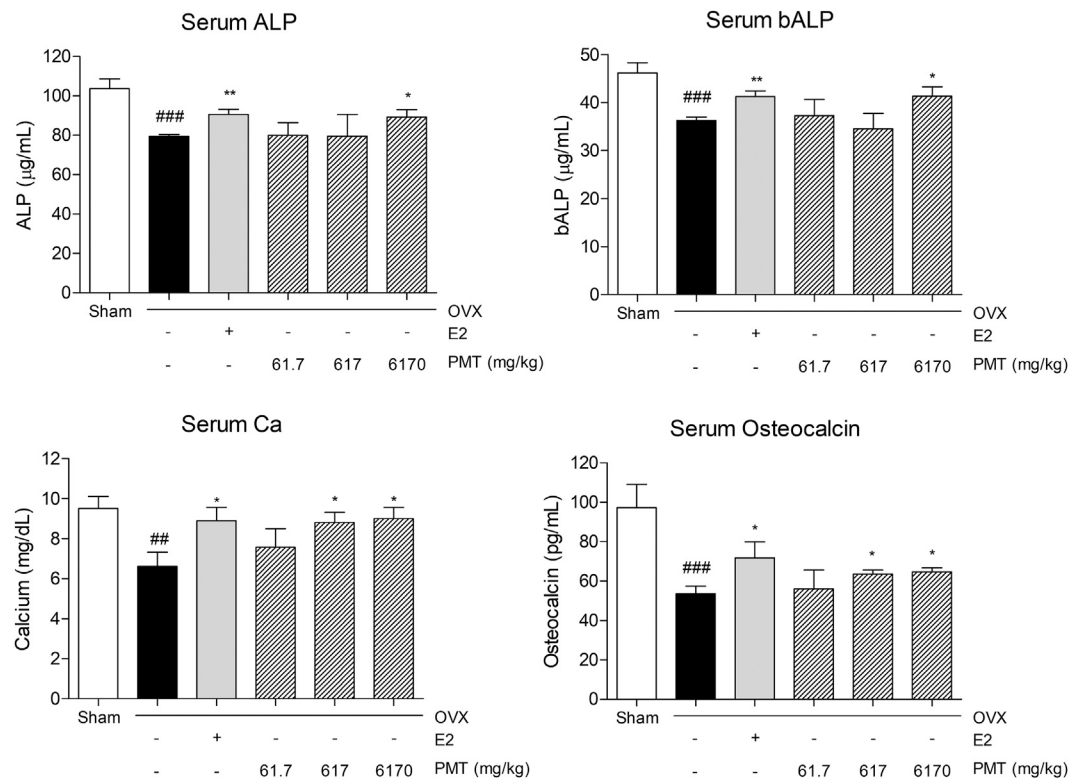 Serum ALP
120
100
80
60
40
20
0
ALP (μg/mL)
###
**
*
Sham
OVX
- + - - - E2
- - 61.7 617 6170 PMT (mg/kg)
Serum bALP
50
40
30
20
10
0
bALP (μg/mL)
###
**
*
Sham
OVX
- + - - - E2
- - 61.7 617 6170 PMT (mg/kg)
Serum Ca
12
10
8
6
4
2
0
Calcium (mg/dL)
##
*
*
*
Sham
OVX
- + - - - E2
- - 61.7 617 6170 PMT (mg/kg)
Serum Osteocalcin
120
100
80
60
40
20
0
Osteocalcin (pg/mL)
###
*
*
*
Sham
OVX
- + - - - E2
- - 61.7 617 6170 PMT (mg/kg)